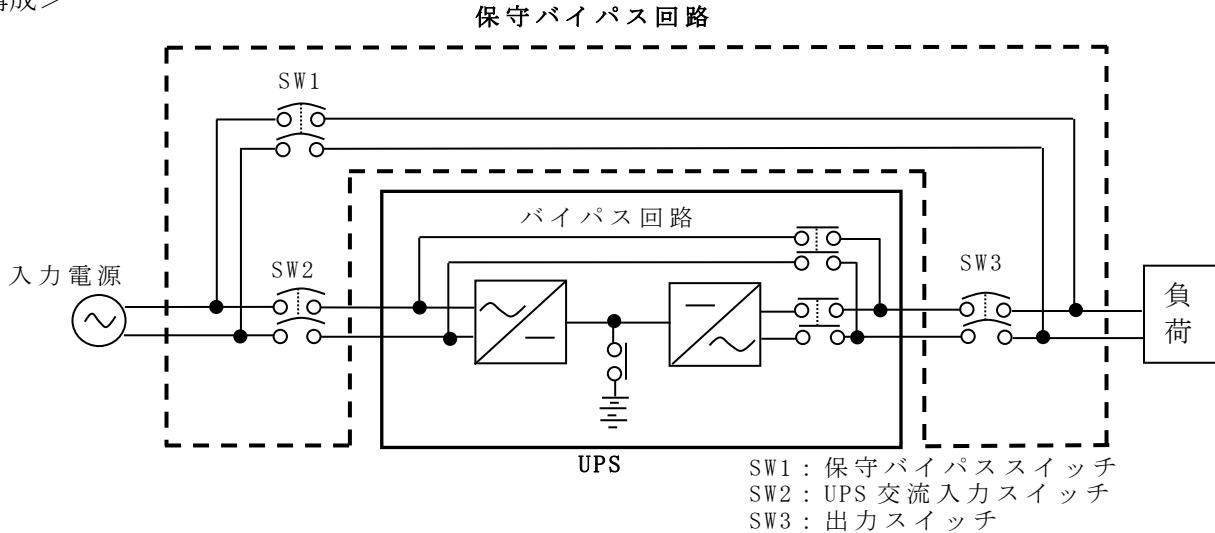 構成＞
保守バイパス回路
SW1
バイパス回路
入力電源
SW2
SW3
負
荷
UPS
SW1：保守バイパススイッチ
SW2：UPS 交流入力スイッチ
SW3：出力スイッチ